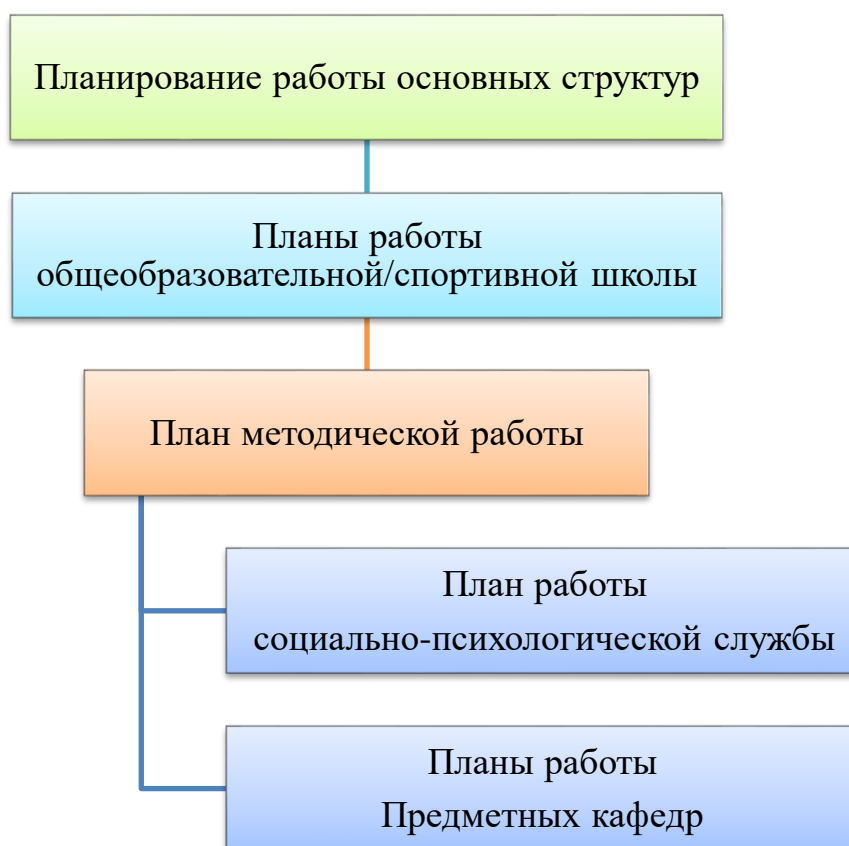 Планирование работы основных структур
Планы работы
общеобразовательной/спортивной школы
План методической работы
План работы
социально-психологической службы
Планы работы
Предметных кафедр